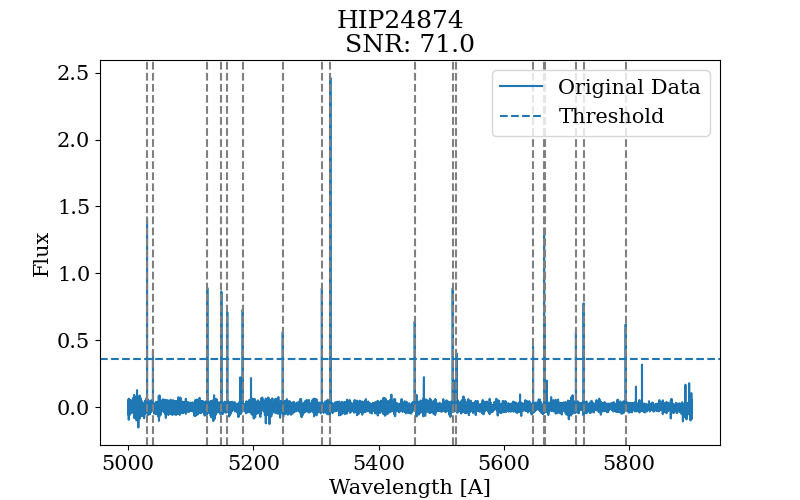 HIP24874
SNR: 71.0
Original Data
Threshold
2.5
2.0
1.5
1.0
0.5
0.0
Flux
5000 5200 5400 5600 5800
Wavelength [A]